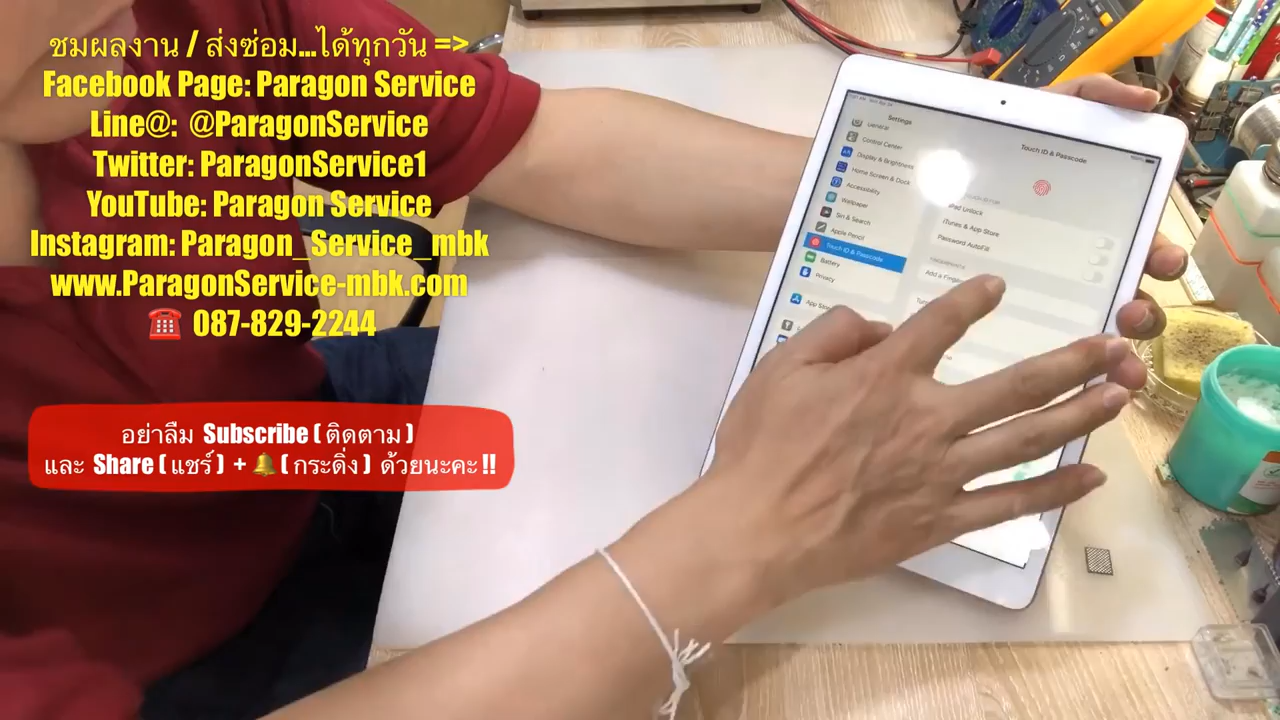 ชมผลงาน / ส่งซ่อม...ได้ทุกวัน =>
Facebook Page: Paragon Service
Line@: @ParagonService
Twitter: ParagonService1
YouTube: Paragon Service
Instagram: Paragon_Service_mbk
www.ParagonService-mbk.com
☎️ 087-829-2244
อย่าลืม Subscribe ( ติดตาม )
และ Share ( แชร์ ) + 🔔 ( กระดิ่ง ) ด้วยนะคะ !!
Settings
General
Control Center
Display & Brightness
Home Screen & Dock
Accessibility
Wallpaper
Siri & Search
Apple Pencil
Touch ID & Passcode
Battery
Privacy
App Store
Touch ID & Passcode
iPad Unlock
iTunes & App Store
Password AutoFill
FINGERPRINTS
Add a